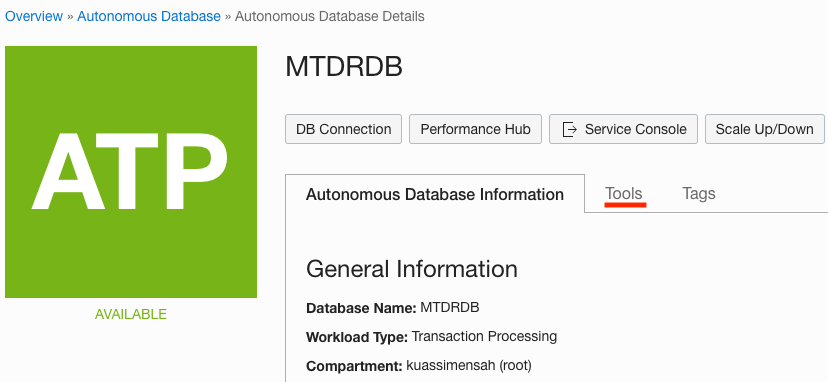 Overview » Autonomous Database » Autonomous Database Details
ATP
AVAILABLE
MTDRDB
DB Connection Performance Hub Service Console Scale Up/Down
Autonomous Database Information Tools Tags
General Information
Database Name: MTDRDB
Workload Type: Transaction Processing
Compartment: kuassimensah (root)